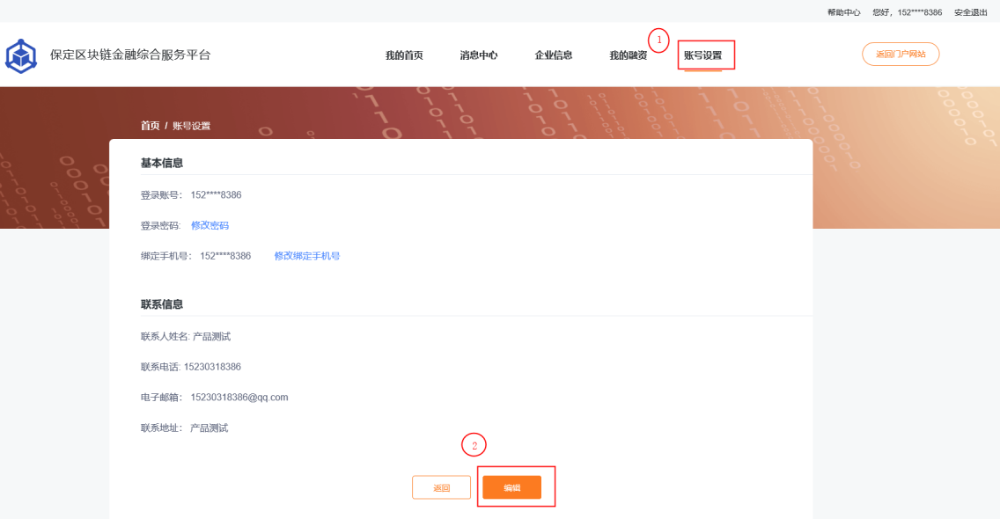 帮助中心 您好，152****8386 安全退出
保定区块链金融综合服务平台 我的首页 消息中心 企业信息 我的融资 1 账号设置 返回门户网站
首页 / 账号设置
基本信息
登录账号： 152****8386
登录密码: 修改密码
绑定手机号： 152****8386 修改绑定手机号
联系信息
联系人姓名: 产品测试
联系电话: 15230318386
电子邮箱： 15230318386@qq.com
联系地址： 产品测试
2
返回 编辑